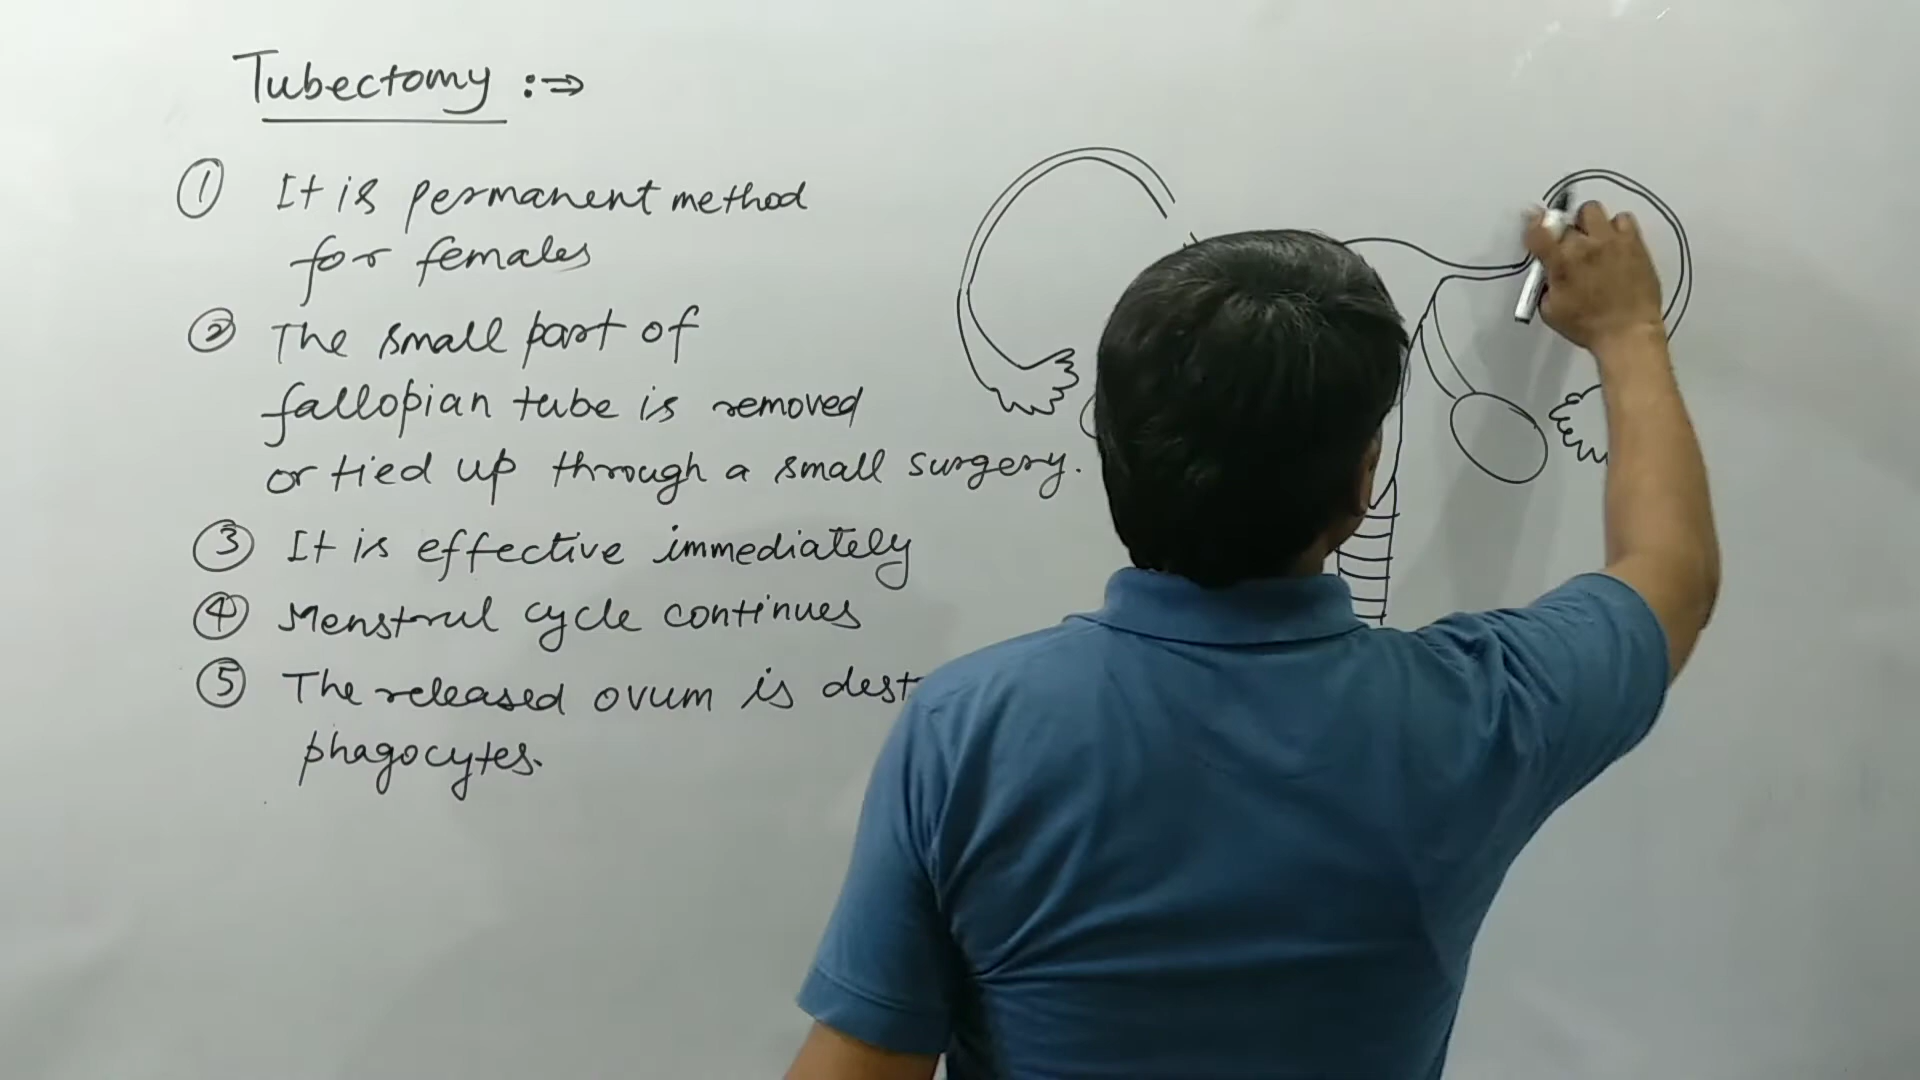 Tubectomy :⇒
① It is permanent method
for females
② The small part of
fallopian tube is removed
or tied up through a small surgery.
③ It is effective immediately
④ Menstrul cycle continues
⑤ The released ovum is
phagocytes.